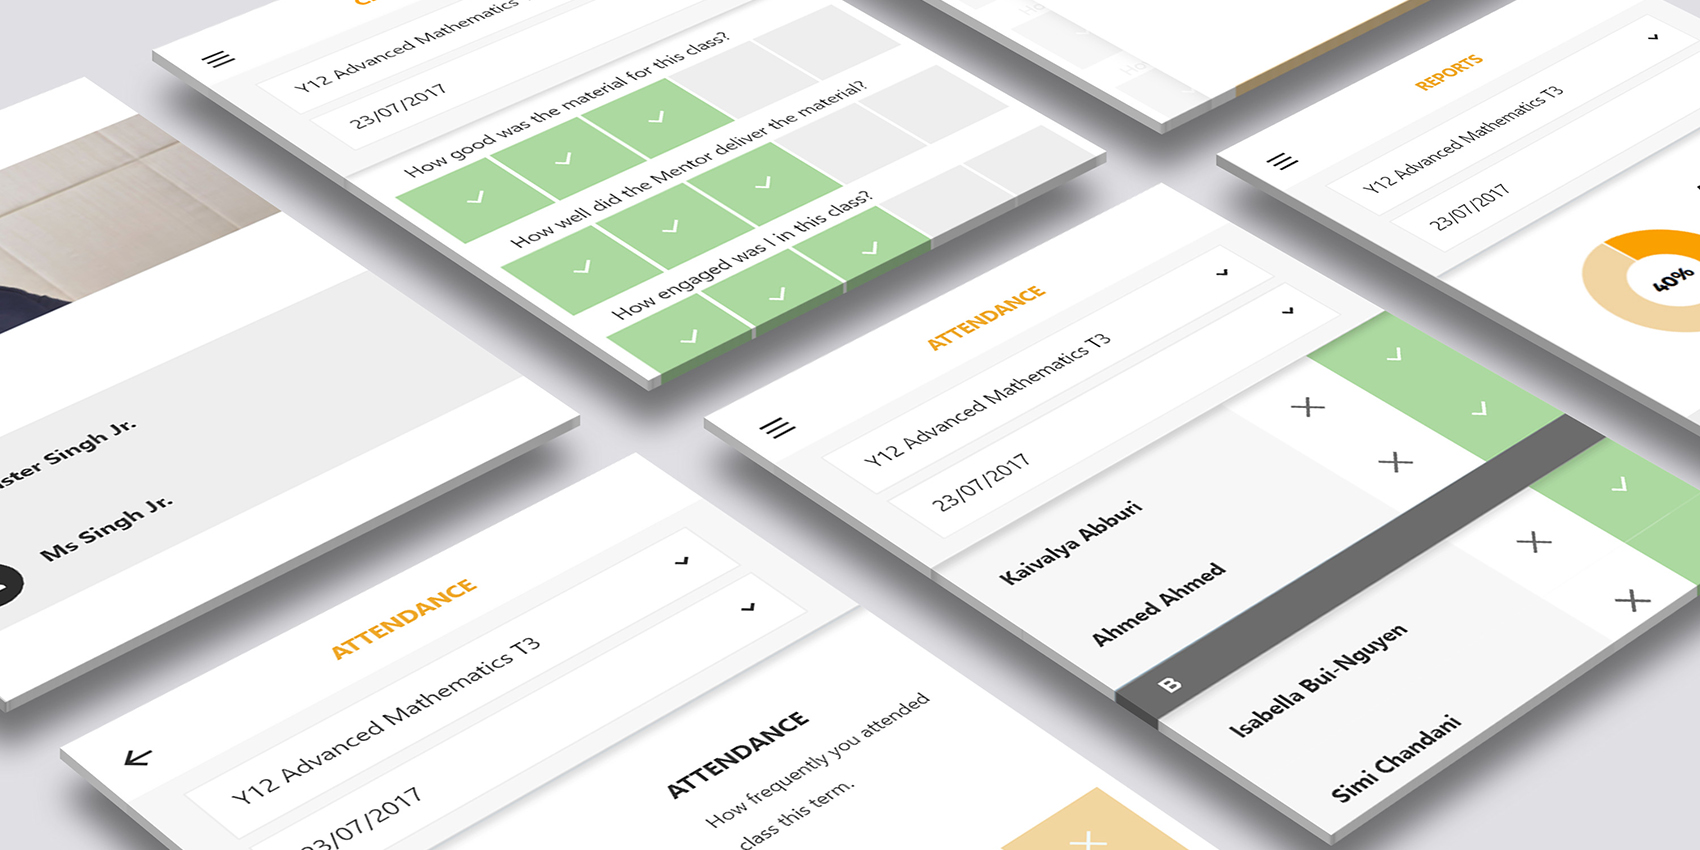 Y12 Advanced Mathematics
23/07/2017
How good was the material for this class?
How well did the Mentor deliver the material?
How engaged was I in this class?
REPORTS
Y12 Advanced Mathematics T3
23/07/2017
40%
Singh Jr.
Ms Singh Jr.
ATTENDANCE
Y12 Advanced Mathematics T3
23/07/2017
Kaivalya Abburi
Ahmed Ahmed
B
Isabella Bui-Nguyen
Simi Chandani
ATTENDANCE
Y12 Advanced Mathematics T3
23/07/2017
ATTENDANCE
How frequently you attended
class this term.